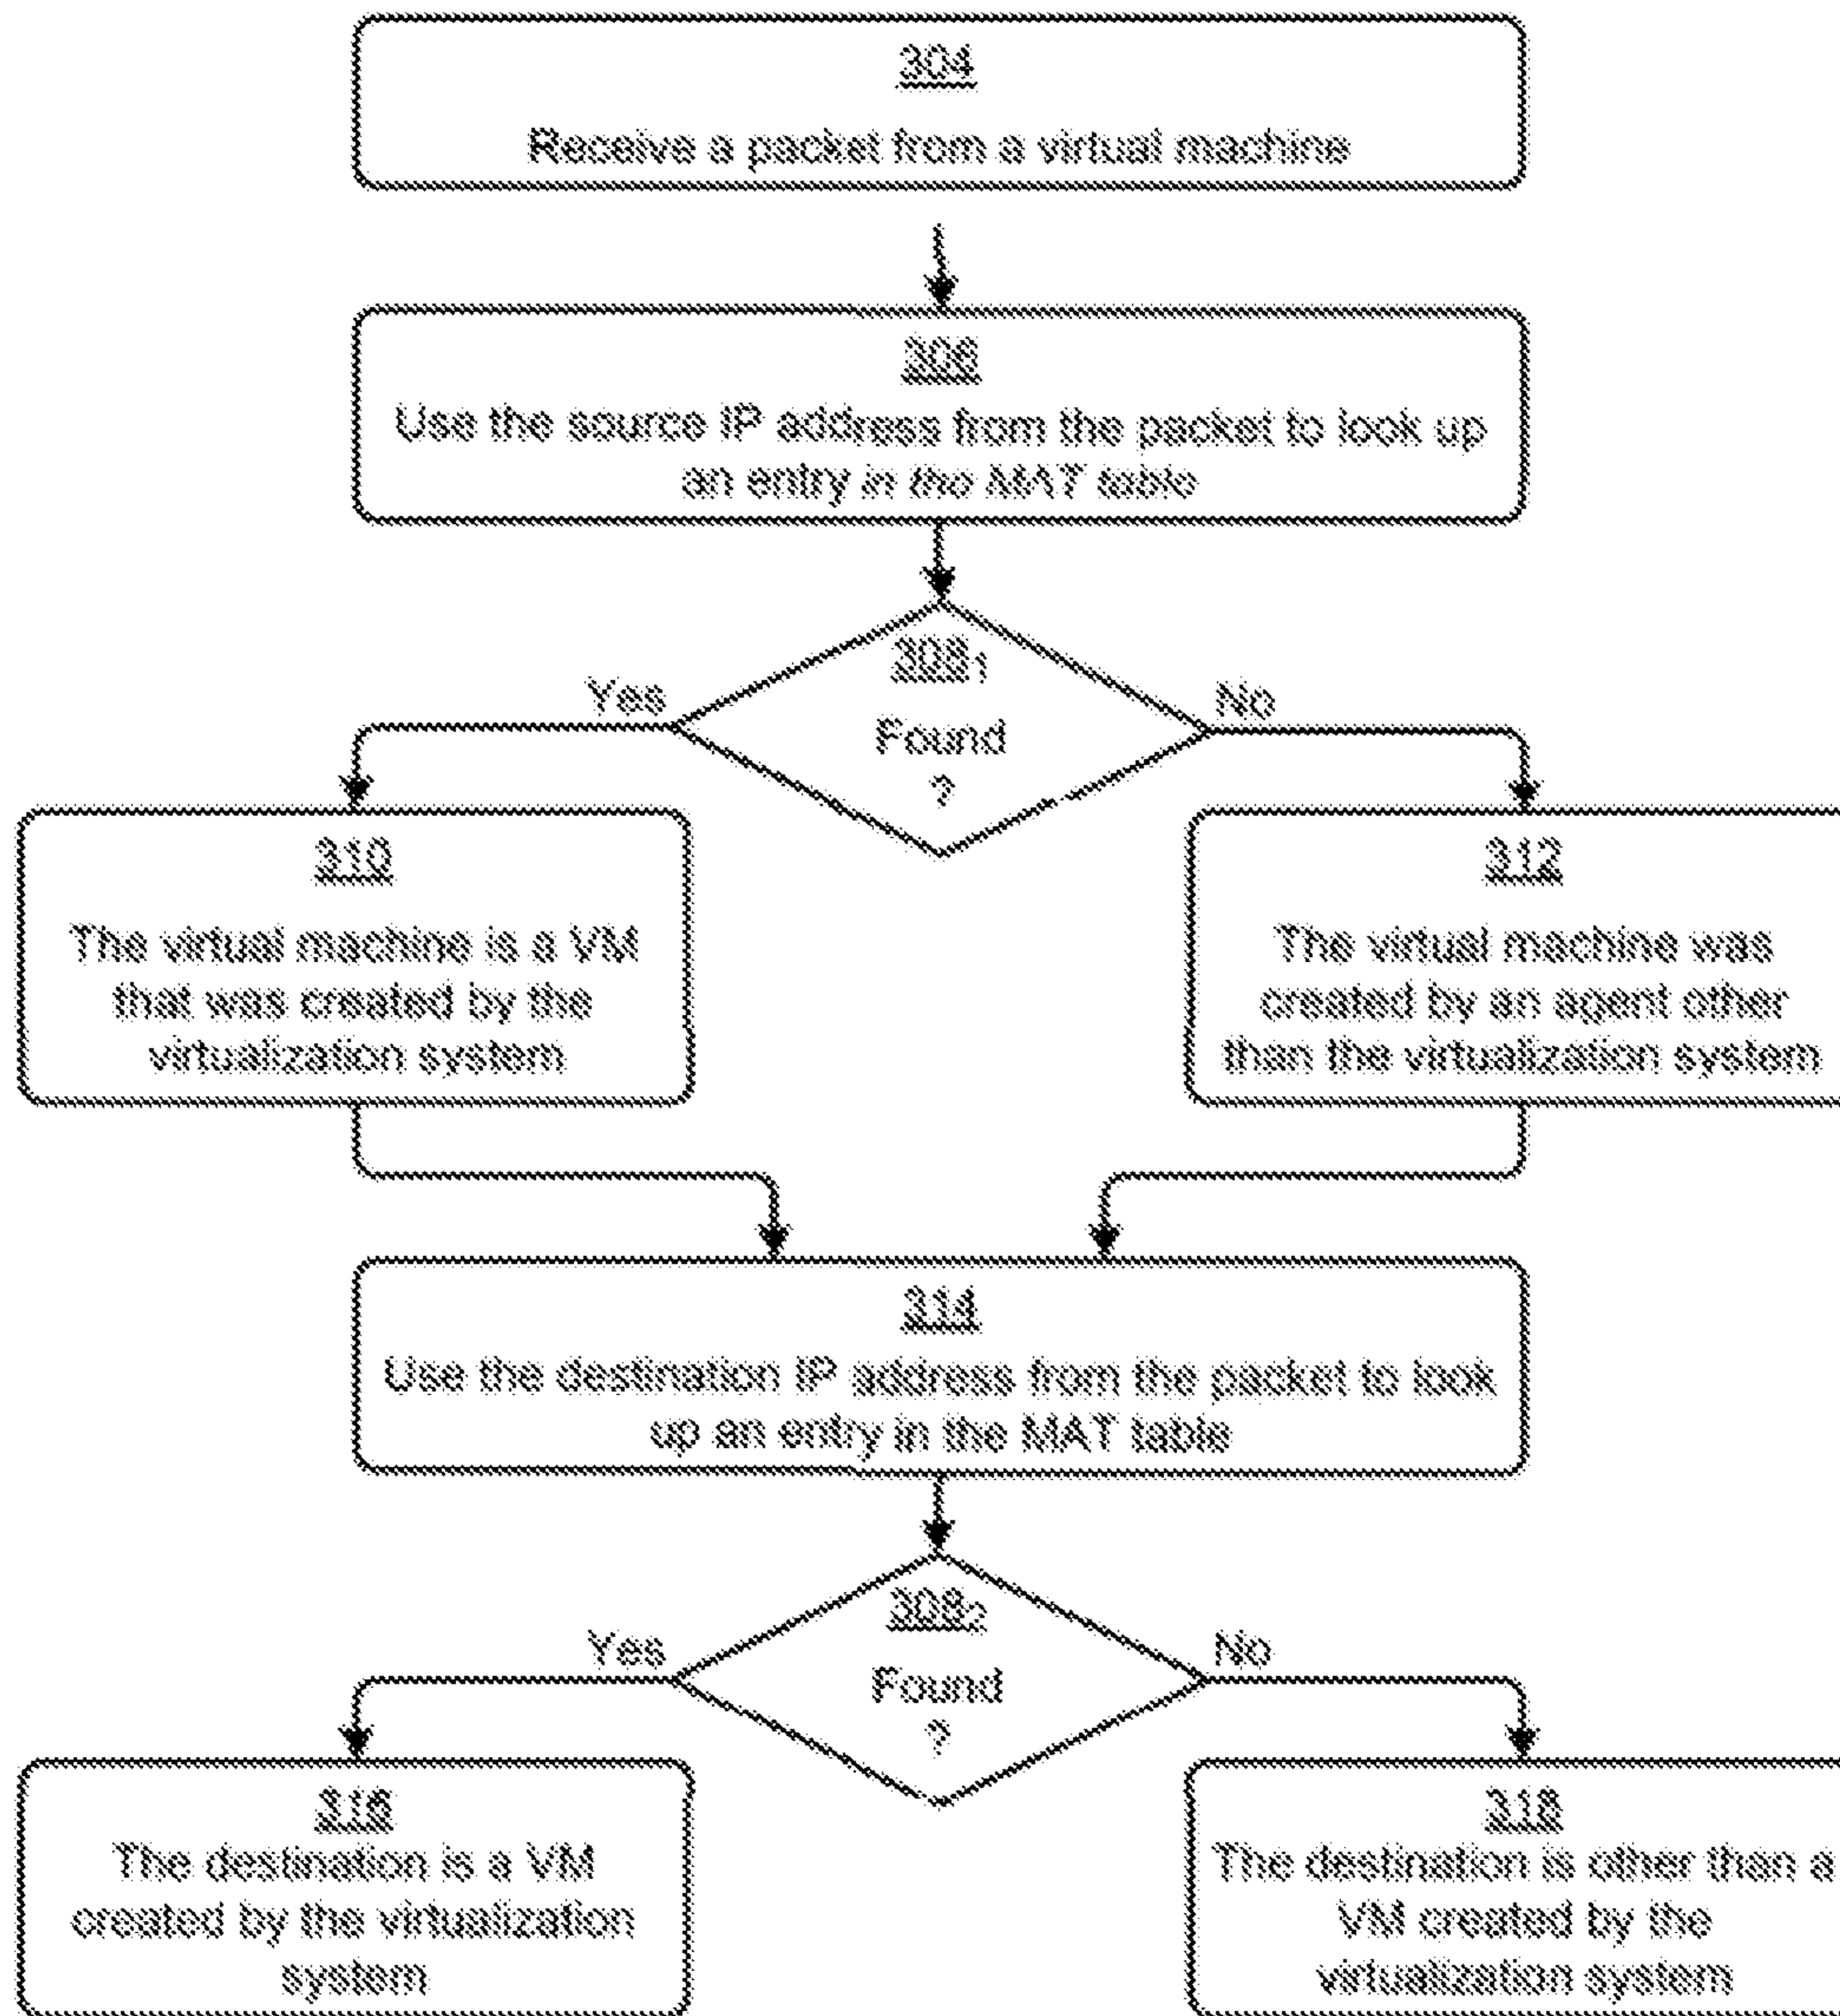 304
Receive a packet from a virtual machine
306
Use the source IP address from the packet to look up
an entry in the MAT table
308₁
Yes
No
Found
?
310
The virtual machine is a VM
that was created by the
virtualization system
312
The virtual machine was
created by an agent other
than the virtualization system
314
Use the destination IP address from the packet to look
up an entry in the MAT table
308₂
Yes
No
Found
?
316
The destination is a VM
created by the virtualization
system
318
The destination is other than a
VM created by the
virtualization system